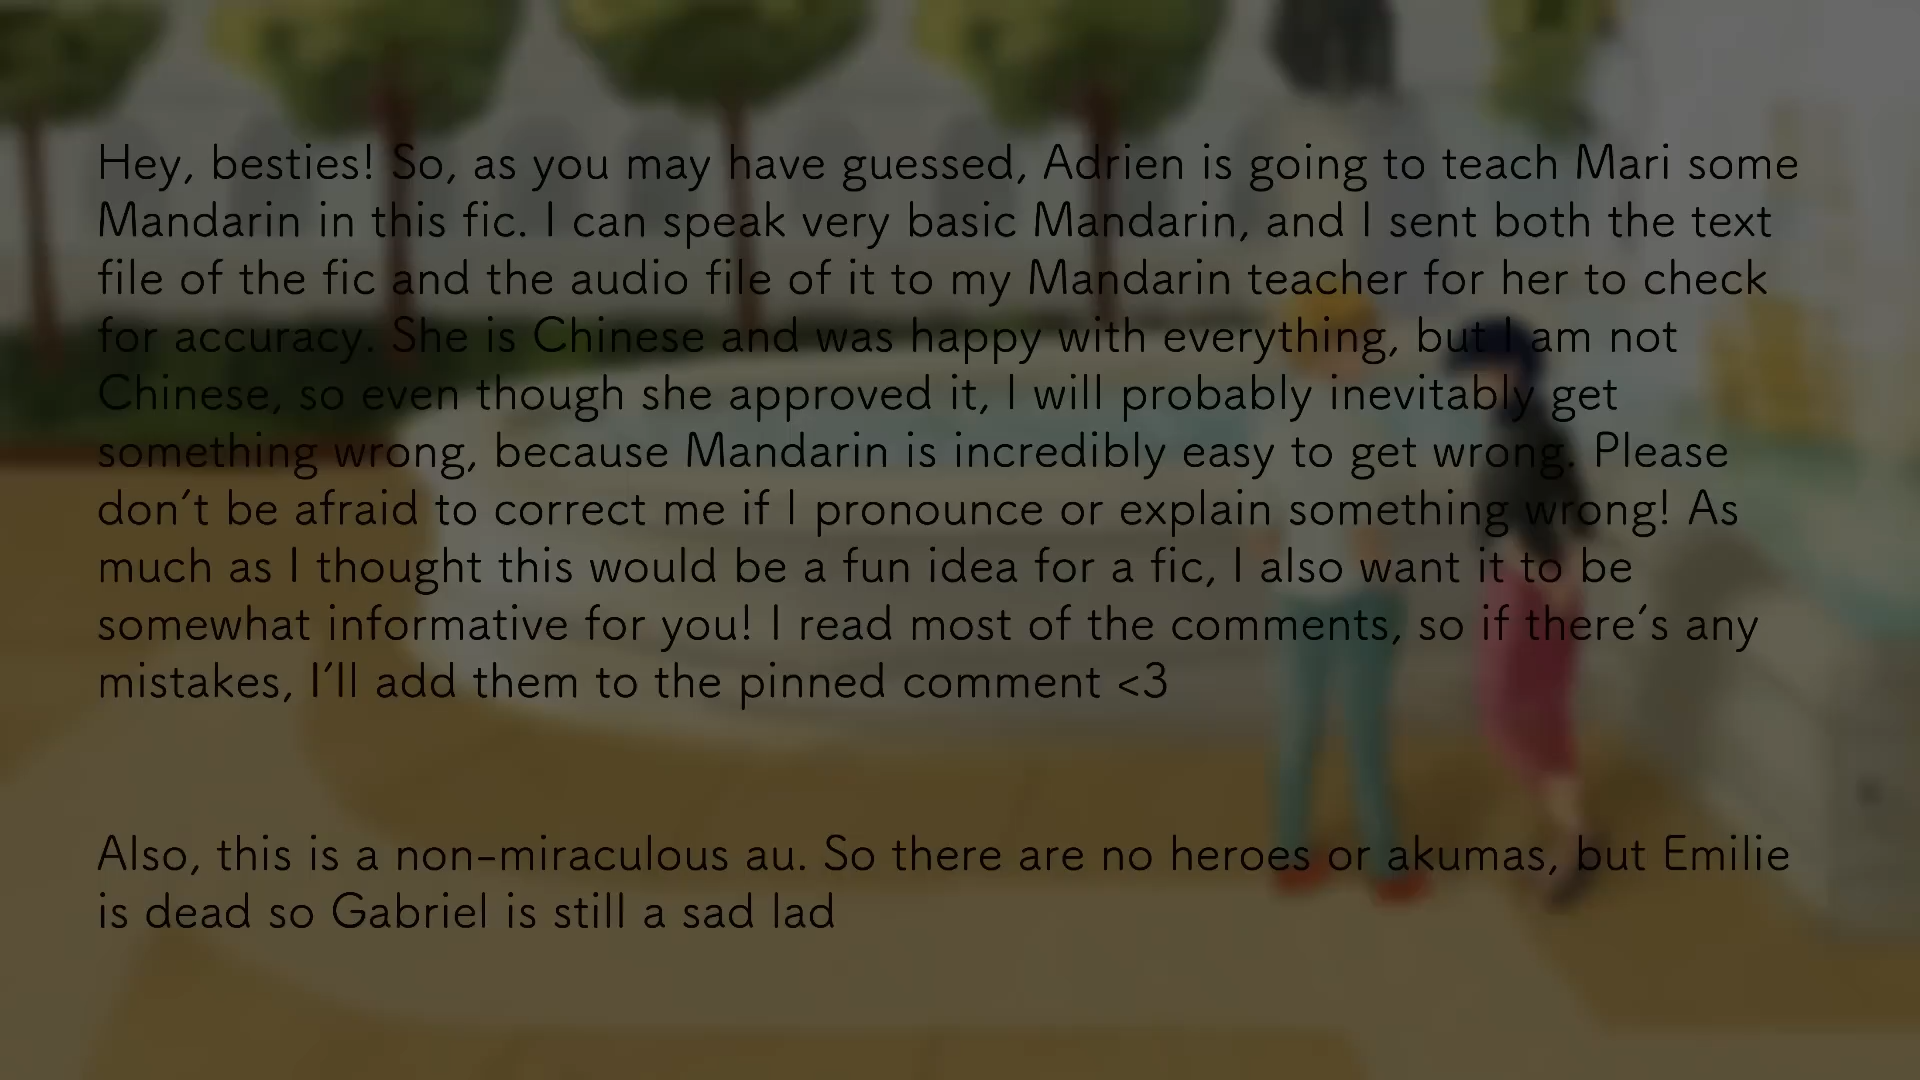 Hey, besties! So, as you may have guessed, Adrien is going to teach Mari some
Mandarin in this fic. I can speak very basic Mandarin, and I sent both the text
file of the fic and the audio file of it to my Mandarin teacher for her to check
for accuracy. She is Chinese and was happy with everything, but I am not
Chinese, so even though she approved it, I will probably inevitably get
something wrong, because Mandarin is incredibly easy to get wrong. Please
don't be afraid to correct me if I pronounce or explain something wrong! As
much as I thought this would be a fun idea for a fic, I also want it to be
somewhat informative for you! I read most of the comments, so if there's any
mistakes, I'll add them to the pinned comment <3
Also, this is a non-miraculous au. So there are no heroes or akumas, but Emilie
is dead so Gabriel is still a sad lad